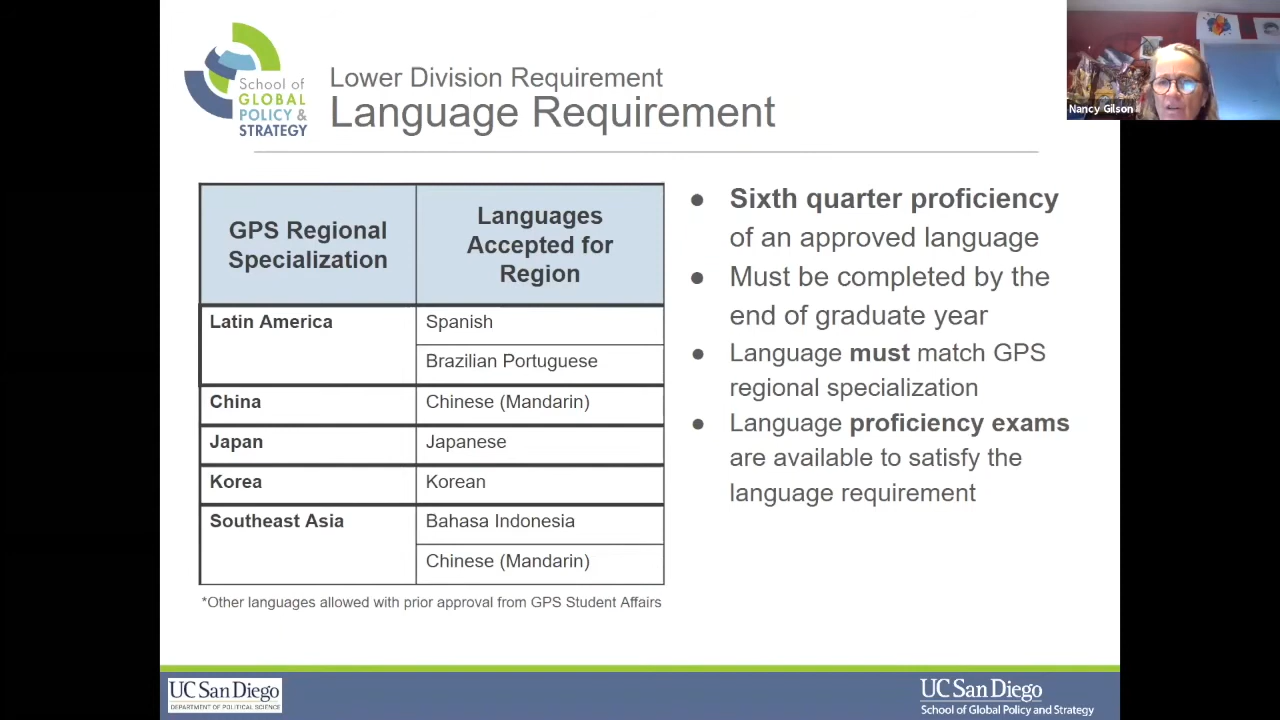 School of
GLOBAL
POLICY &
STRATEGY
Lower Division Requirement
Language Requirement
Nancy Gilson
GPS Regional
Specialization
Languages
Accepted for
Region
Latin America
Spanish
Brazilian Portuguese
China
Chinese (Mandarin)
Japan
Japanese
Korea
Korean
Southeast Asia
Bahasa Indonesia
Chinese (Mandarin)
*Other languages allowed with prior approval from GPS Student Affairs
● Sixth quarter proficiency
of an approved language
● Must be completed by the
end of graduate year
● Language must match GPS
regional specialization
● Language proficiency exams
are available to satisfy the
language requirement
UC San Diego
DEPARTMENT OF POLITICAL SCIENCE
UC San Diego
School of Global Policy and Strategy